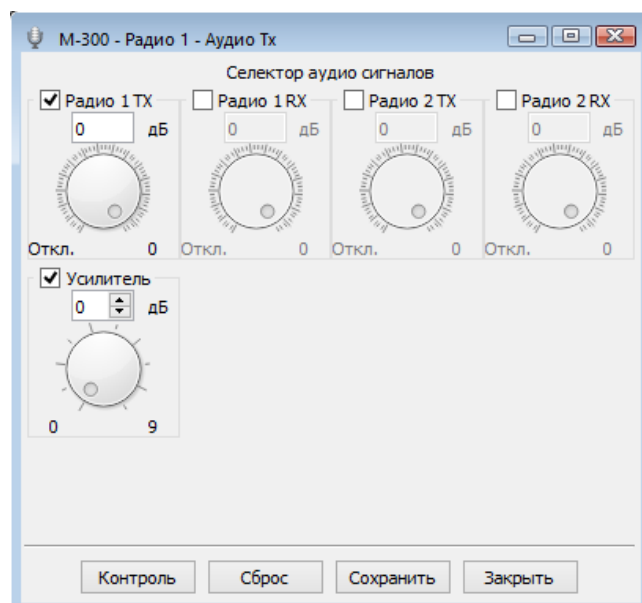 М-300 - Радио 1 - Аудио Tx
Селектор аудио сигналов
Радио 1 TX Радио 1 RX Радио 2 TX Радио 2 RX
0 дБ 0 дБ 0 дБ 0 дБ
Откл. 0 Откл. 0 Откл. 0 Откл. 0
Усилитель
0 дБ
0 9
Контроль Сброс Сохранить Закрыть